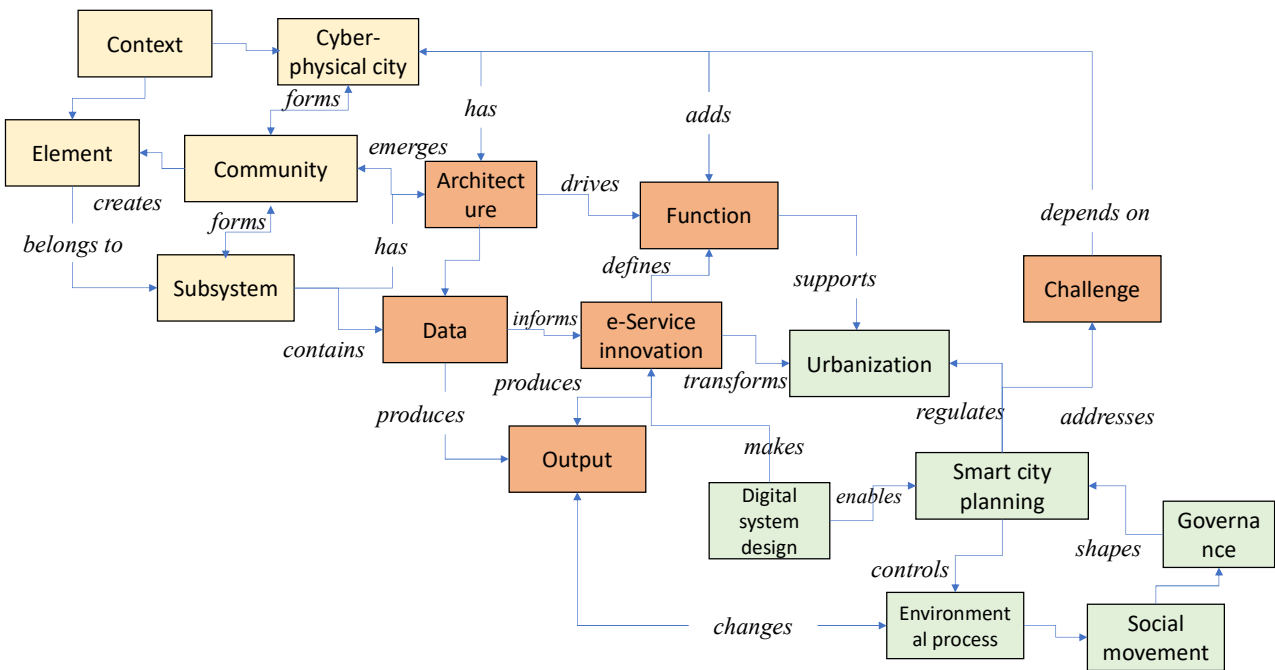 Context
Cyber-
physical city
forms
has
adds
Element
Community
emerges
Architect
ure
drives
Function
creates
forms
has
belongs to
depends on
Subsystem
defines
supports
Challenge
contains
Data
informs
e-Service
innovation
Urbanization
produces
produces
transforms
regulates
addresses
Output
makes
Smart city
planning
Digital
system
design
enables
Governa
nce
shapes
controls
changes
Environment
al process
Social
movement